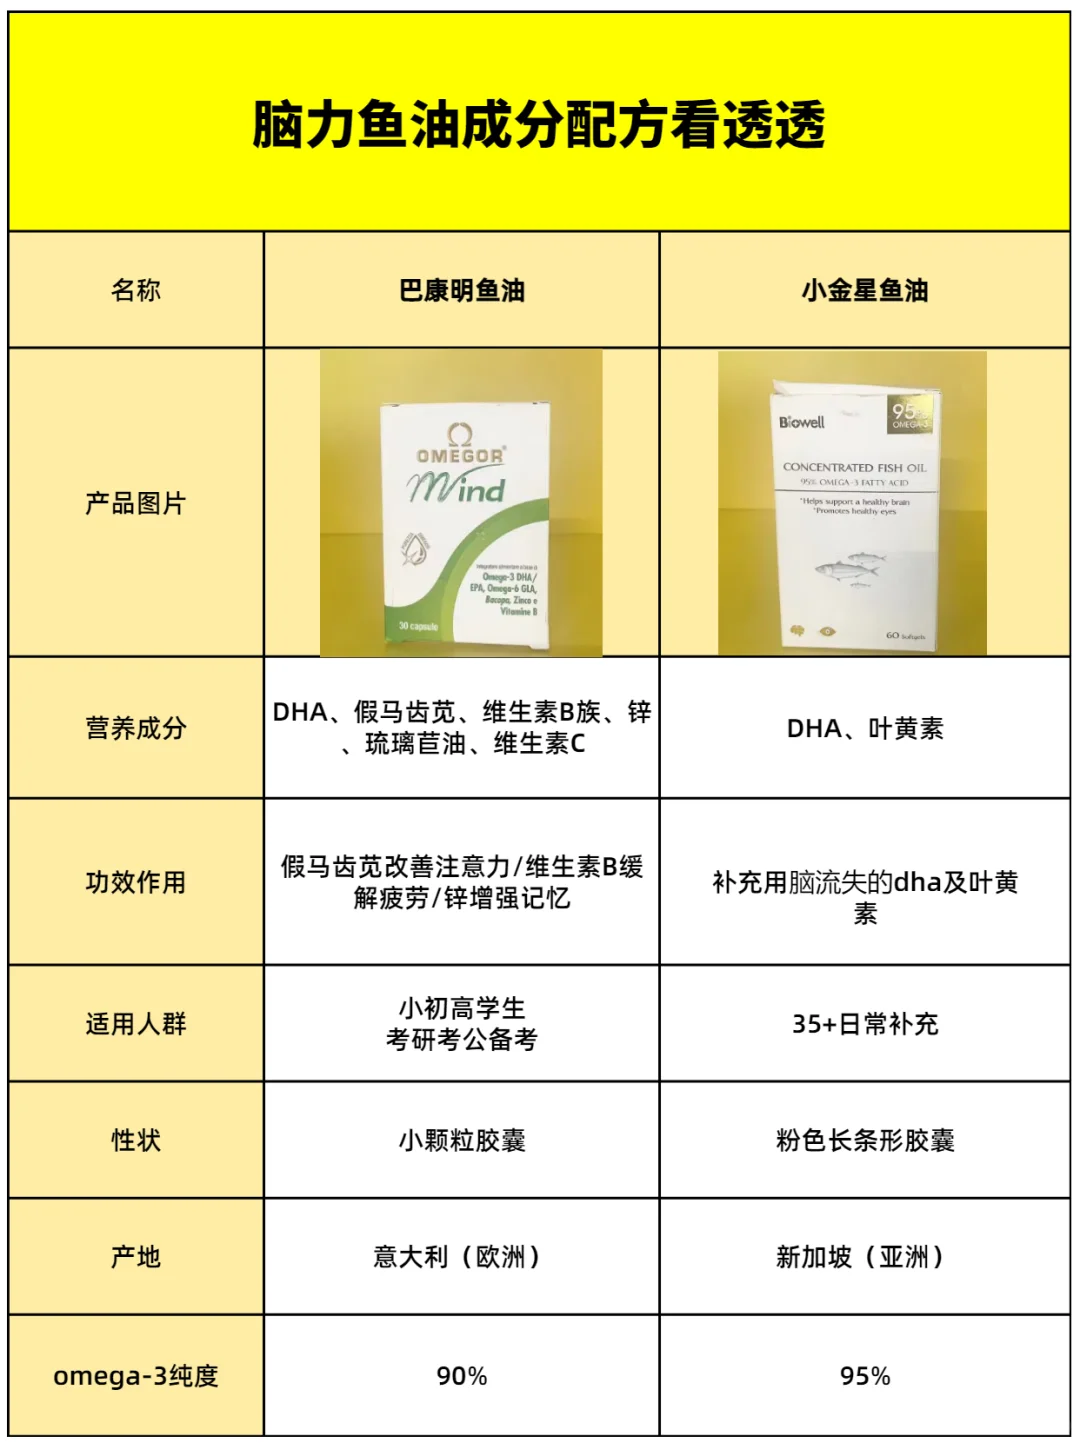 脑力鱼油成分配方看透透
名称
巴康明鱼油
小金星鱼油
产品图片
OMEGOR®
Mind
Integratore alimentare a base di
Omega-3 DHA/
EPA, Omega-6 GLA,
Bacopa, Zinco e
Vitamine B
30 capsule
Biowell
95%
OMEGA-3
CONCENTRATED FISH OIL
95% OMEGA-3 FATTY ACID
*Helps support a healthy brain
*Promotes healthy eyes
60 Softgels
营养成分
DHA、假马齿苋、维生素B族、锌
、琉璃苣油、维生素C
DHA、叶黄素
功效作用
假马齿苋改善注意力/维生素B缓
解疲劳/锌增强记忆
补充用脑流失的dha及叶黄
素
适用人群
小初高学生
考研考公备考
35+日常补充
性状
小颗粒胶囊
粉色长条形胶囊
产地
意大利（欧洲）
新加坡（亚洲）
omega-3纯度
90%
95%